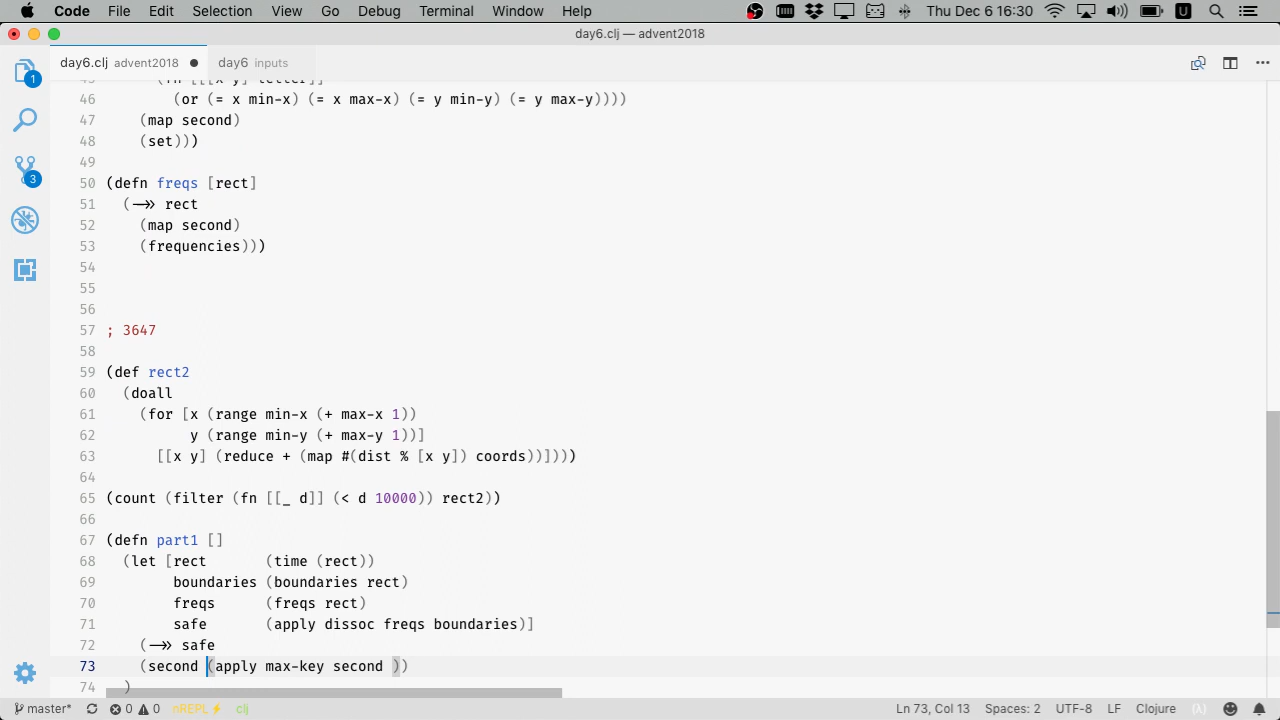 Code File Edit Selection View Go Debug Terminal Window Help Thu Dec 6 16:30 U
day6.clj — advent2018
day6.clj advent2018 ● day6 inputs
1
3
46 (or (= x min-x) (= x max-x) (= y min-y) (= y max-y))))
47 (map second)
48 (set)))
49
50 (defn freqs [rect]
51 (->> rect
52 (map second)
53 (frequencies)))
54
55
56
57 ; 3647
58
59 (def rect2
60 (doall
61 (for [x (range min-x (+ max-x 1))
62 y (range min-y (+ max-y 1))]
63 [[x y] (reduce + (map #(dist % [x y]) coords))])))
64
65 (count (filter (fn [[_ d]] (< d 10000)) rect2))
66
67 (defn part1 []
68 (let [rect (time (rect))
69 boundaries (boundaries rect)
70 freqs (freqs rect)
71 safe (apply dissoc freqs boundaries)]
72 (->> safe
73 (second (apply max-key second ))
74 )
master* 0 0 nREPL⚡ clj Ln 73, Col 13 Spaces: 2 UTF-8 LF Clojure (λ)